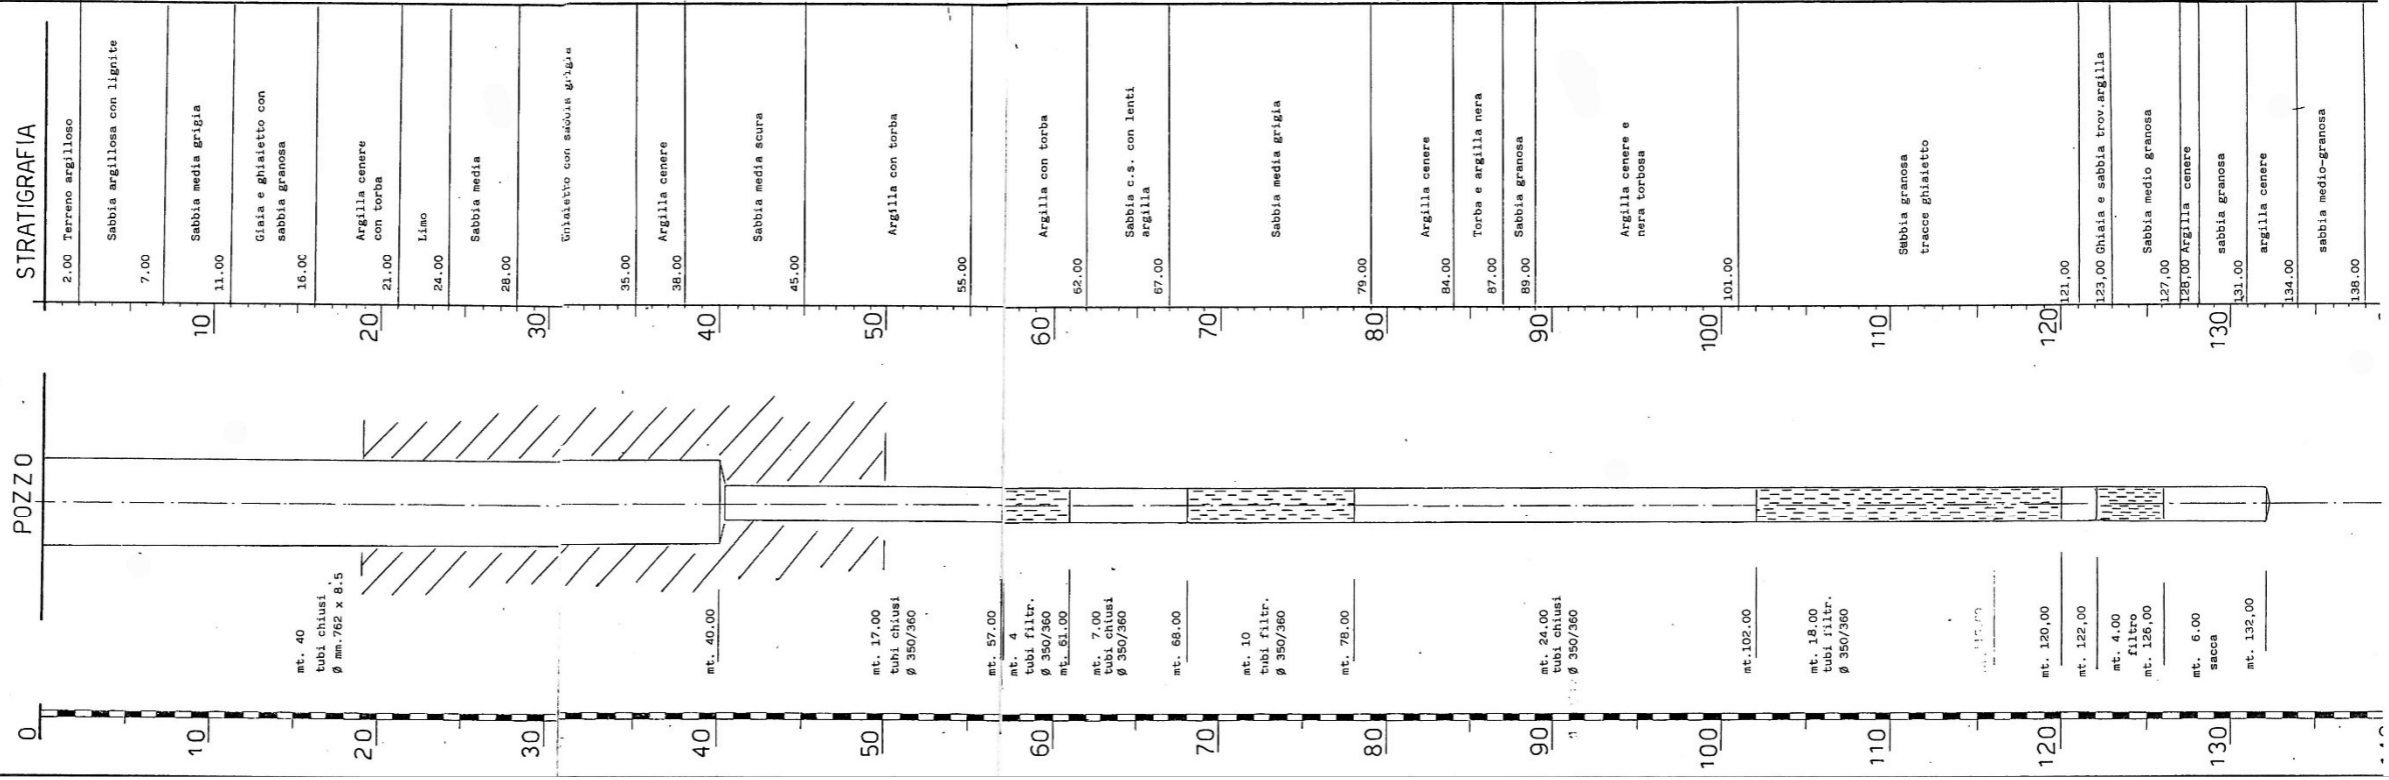 STRATIGRAFIA
2.00 Terreno argilloso
Sabbia argillosa con lignite
7.00
Sabbia media grigia
11.00
Giaia e ghiaietto con
sabbia granosa
16.00
Argilla cenere
con torba
21.00
Limo
24.00
Sabbia media
28.00
Ghiaietto con sabbia grigia
35.00
Argilla cenere
38.00
Sabbia media scura
45.00
Argilla con torba
55.00
Argilla con torba
62.00
Sabbia c.s. con lenti
argilla
67.00
Sabbia media grigia
79.00
Argilla cenere
84.00
Torba e argilla nera
87.00
Sabbia granosa
89.00
Argilla cenere e
nera torbosa
101.00
Sabbia granosa
tracce ghiaietto
121,00
123,00 Ghiaia e sabbia trov.argilla
Sabbia medio granosa
127,00
128,00 Argilla cenere
sabbia granosa
131.00
argilla cenere
134.00
sabbia medio-granosa
138.00
10
20
30
40
50
60
70
80
90
100
110
120
130
POZZO
mt. 40
tubi chiusi
Ø mm.762 x 8.5
mt. 40.00
mt. 17.00
tubi chiusi
Ø 350/360
mt. 57.00
mt. 4
tubi filtr.
Ø 350/360
mt. 61.00
mt. 7.00
tubi chiusi
Ø 350/360
mt. 68.00
mt. 10
tubi filtr.
Ø 350/360
mt. 78.00
mt. 24.00
tubi chiusi
Ø 350/360
mt.102.00
mt. 18.00
tubi filtr.
Ø 350/360
mt. 120,00
mt. 122,00
mt. 4.00
filtro
mt. 126,00
mt. 6.00
sacca
mt. 132,00
0
10
20
30
40
50
60
70
80
90
100
110
120
130